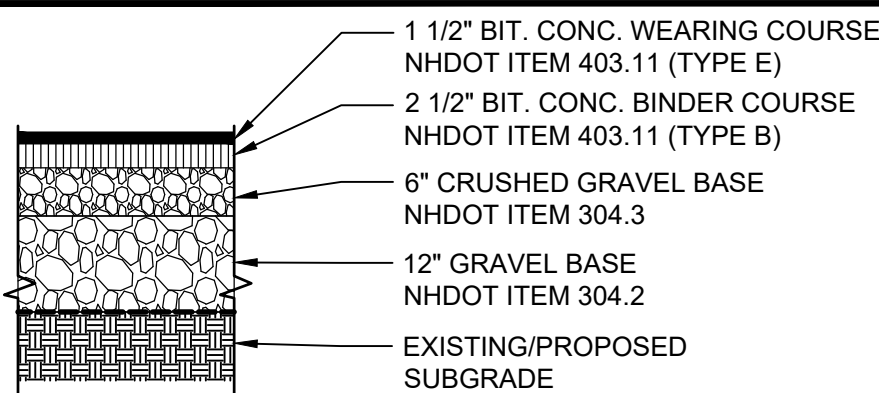 1 1/2" BIT. CONC. WEARING COURSE
NHDOT ITEM 403.11 (TYPE E)
2 1/2" BIT. CONC. BINDER COURSE
NHDOT ITEM 403.11 (TYPE B)
6" CRUSHED GRAVEL BASE
NHDOT ITEM 304.3
12" GRAVEL BASE
NHDOT ITEM 304.2
EXISTING/PROPOSED
SUBGRADE